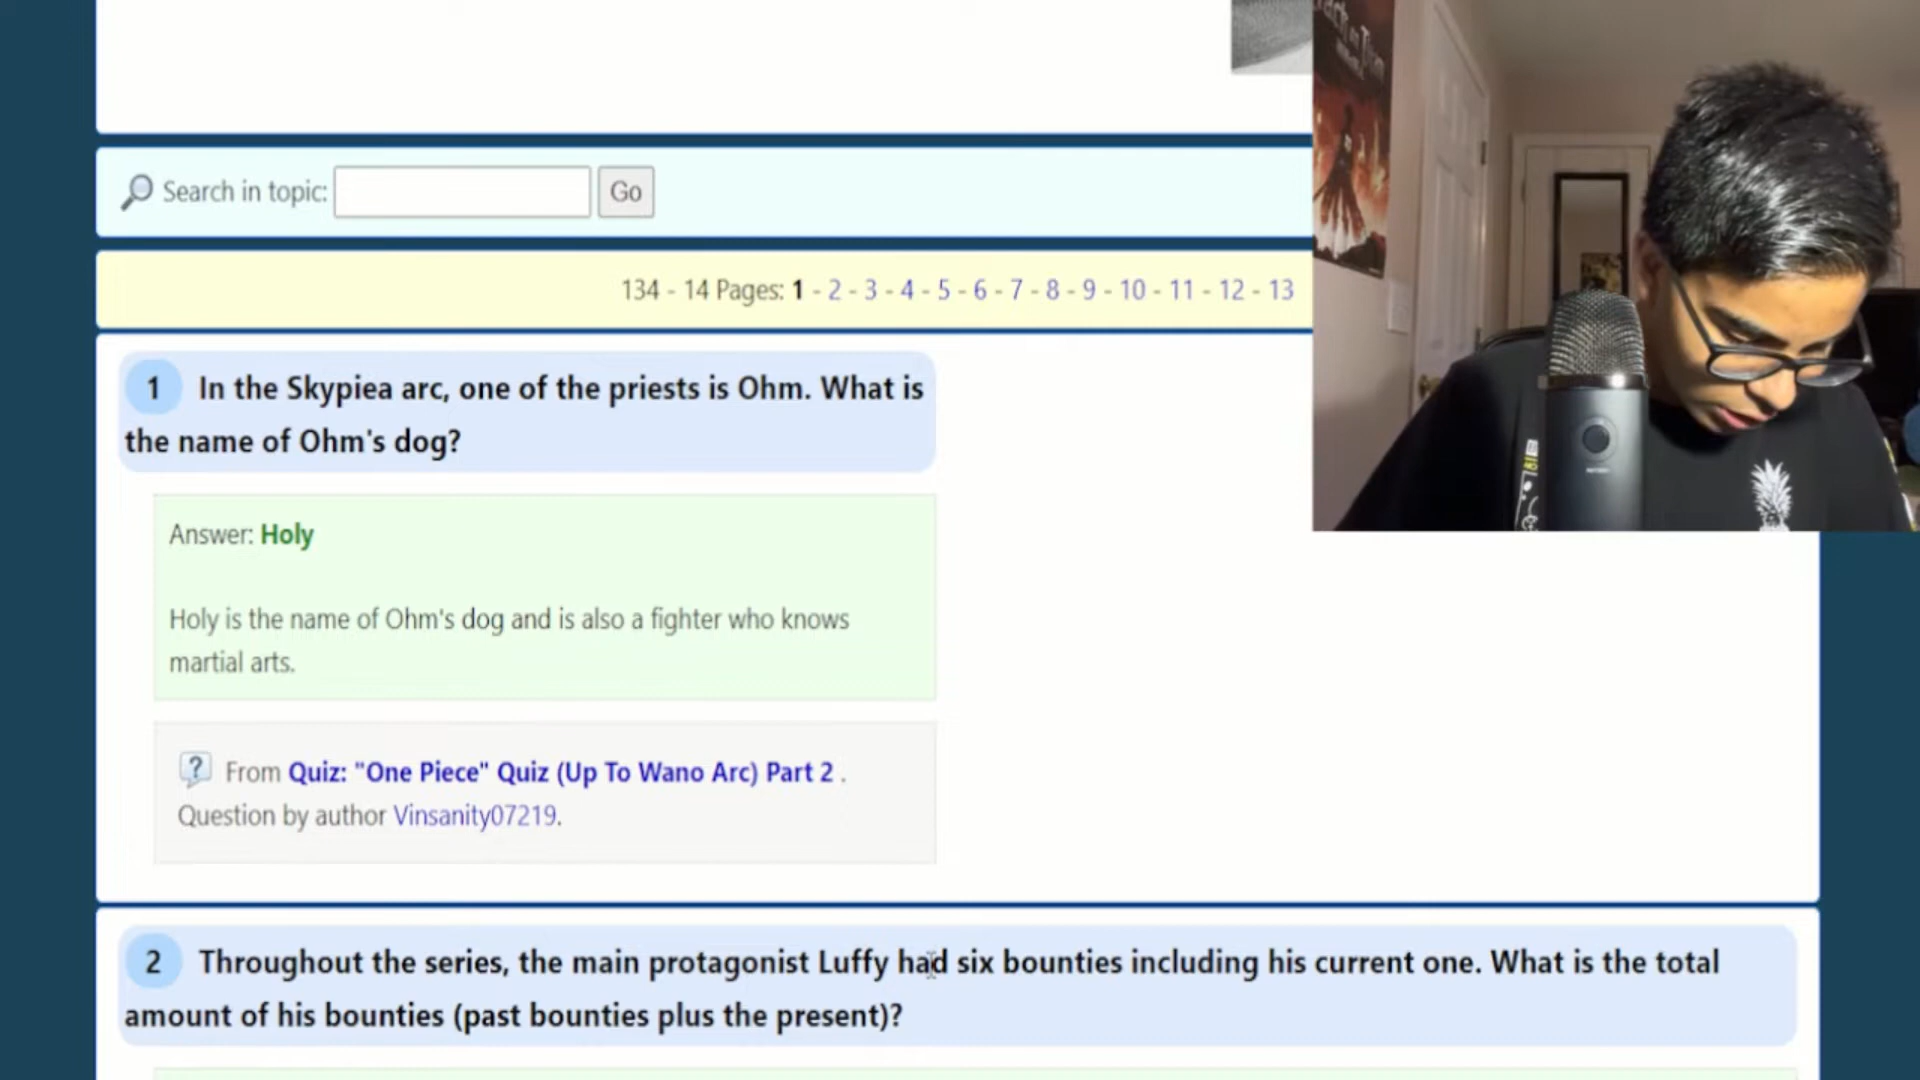 Search in topic: Go
134 - 14 Pages: 1 - 2 - 3 - 4 - 5 - 6 - 7 - 8 - 9 - 10 - 11 - 12 - 13
1 In the Skypiea arc, one of the priests is Ohm. What is
the name of Ohm's dog?
Answer: Holy
Holy is the name of Ohm's dog and is also a fighter who knows
martial arts.
? From Quiz: "One Piece" Quiz (Up To Wano Arc) Part 2 .
Question by author Vinsanity07219.
2 Throughout the series, the main protagonist Luffy had six bounties including his current one. What is the total
amount of his bounties (past bounties plus the present)?